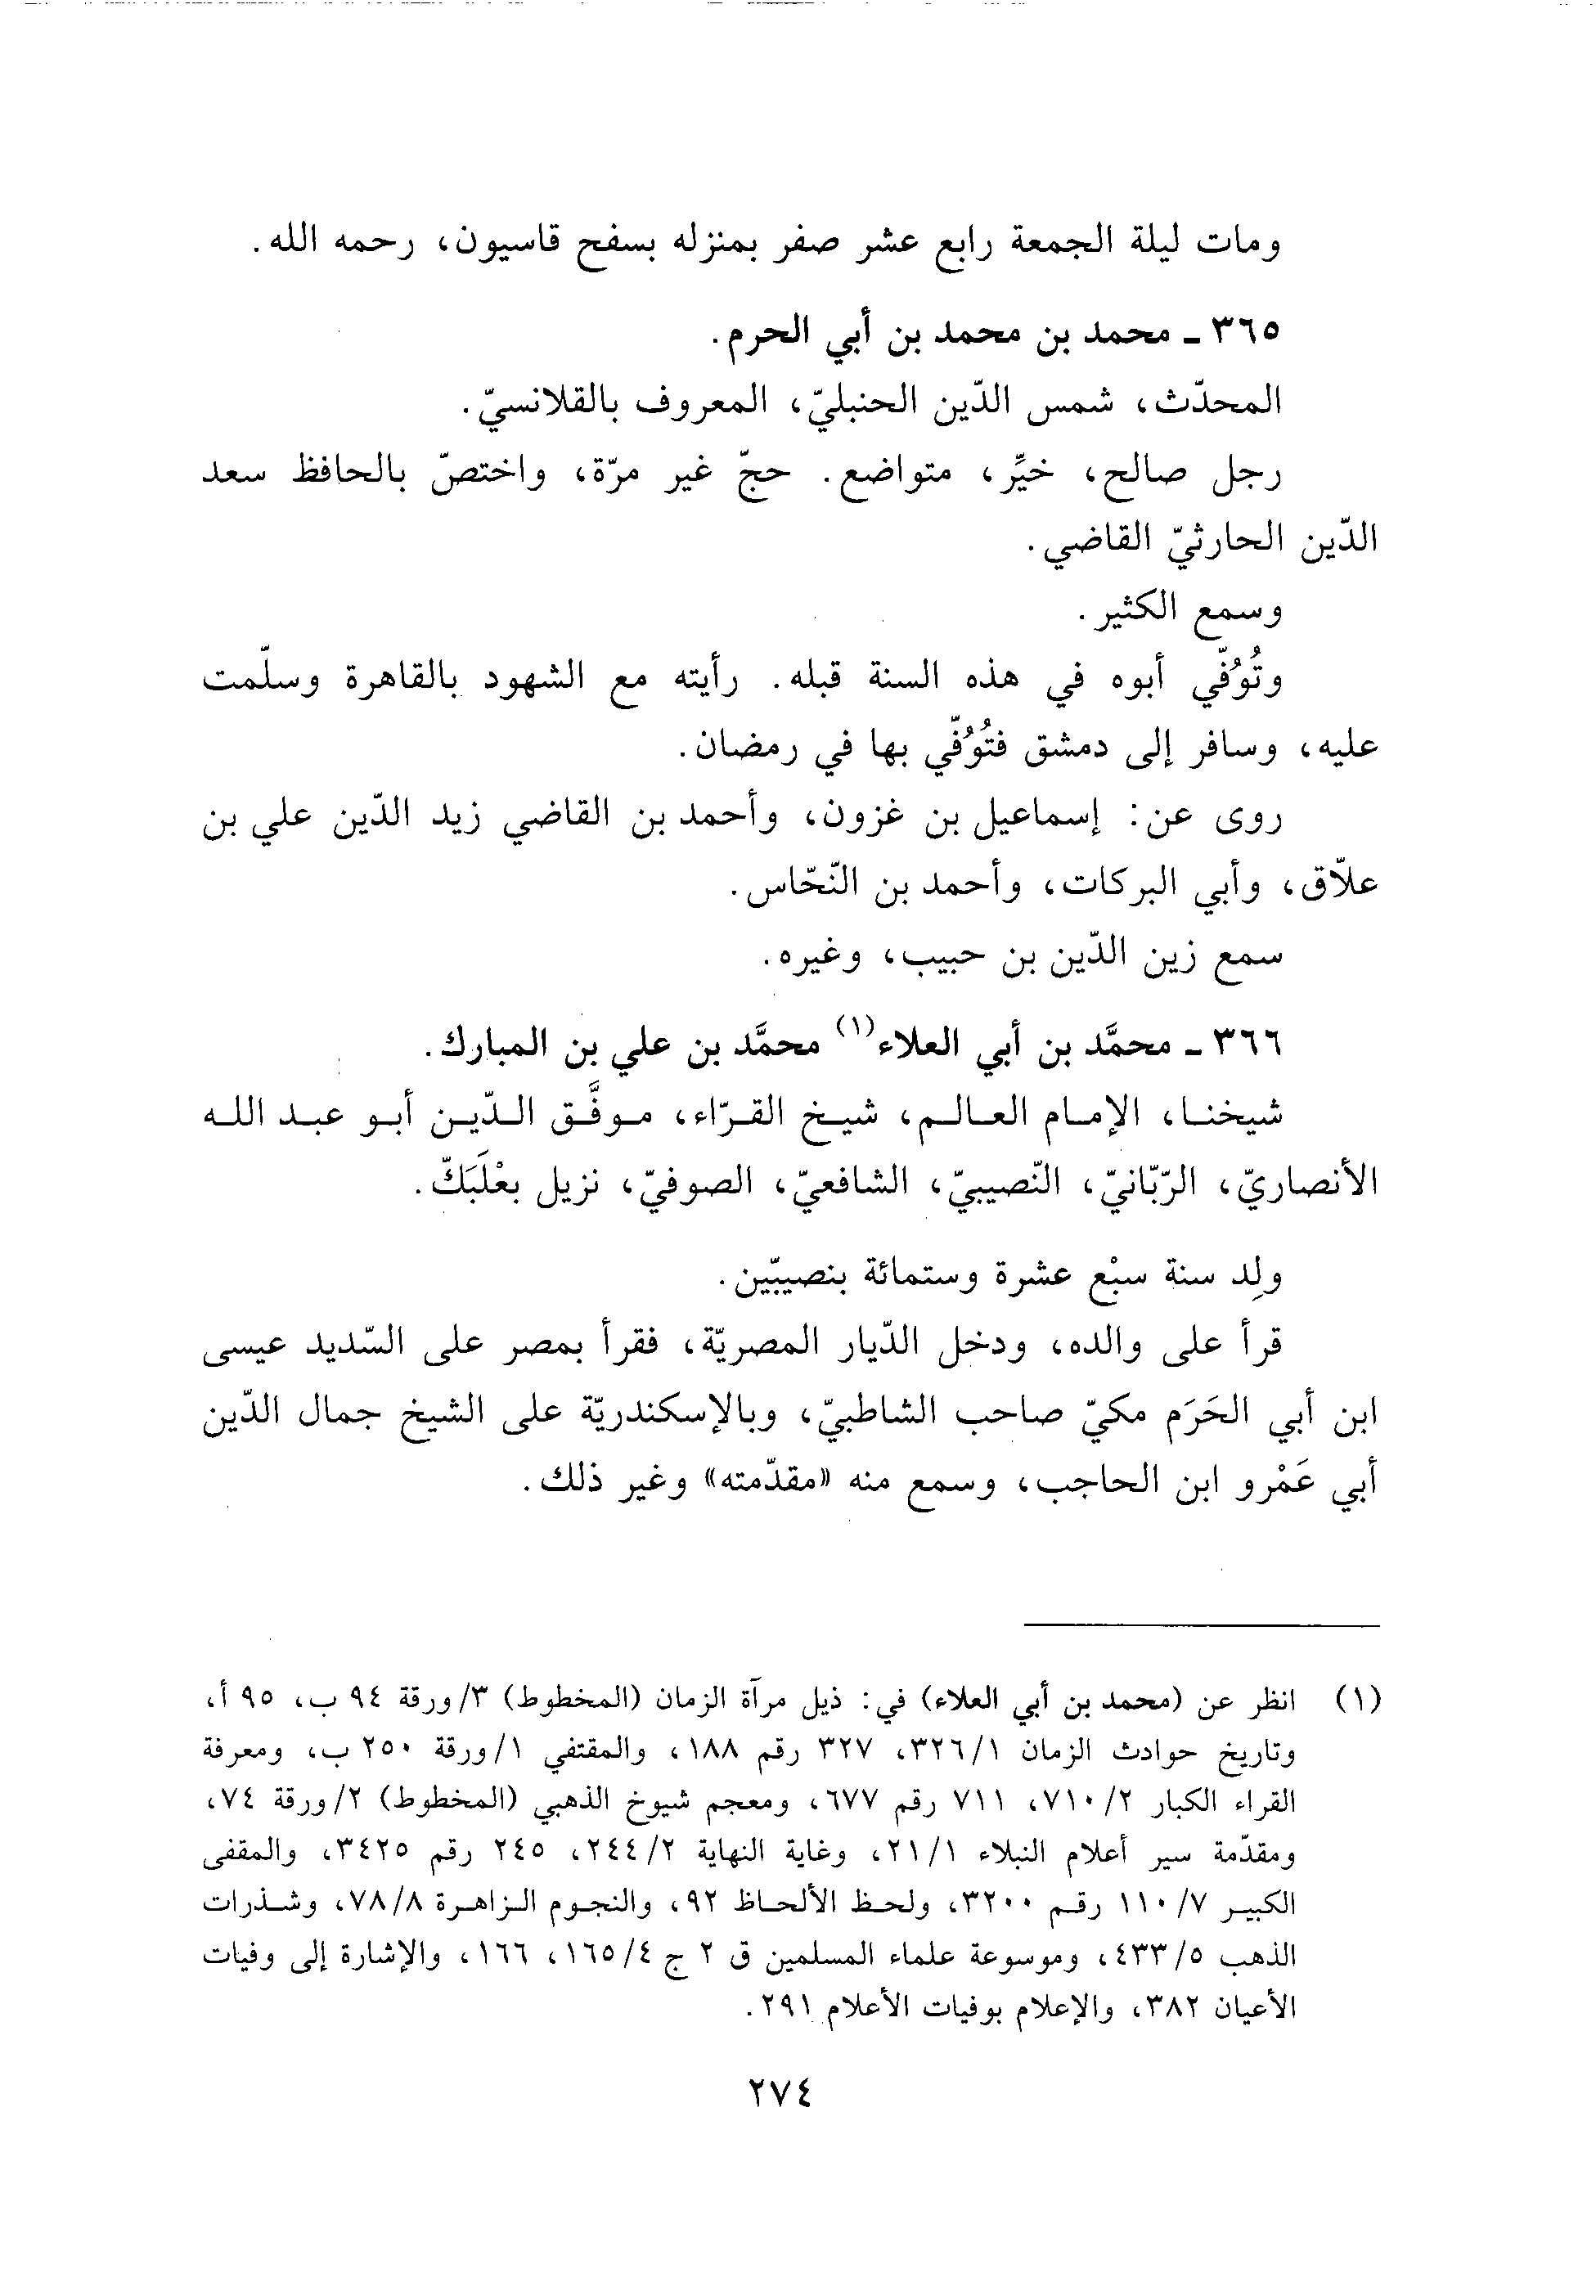 ومات ليلة الجمعة رابع عشر صفر بمنزله بسفح قاسيون، رحمه الله.
٣٦٥ ـ محمد بن محمد بن أبي الحرم.
المحدّث، شمس الدّين الحنبليّ، المعروف بالقلانسيّ.
رجل صالح، خيِّر، متواضع. حجّ غير مرّة، واختصّ بالحافظ سعد
الدّين الحارثيّ القاضي.
وسمع الكثير.
وتُوُفّي أبوه في هذه السنة قبله. رأيته مع الشهود بالقاهرة وسلّمت
عليه، وسافر إلى دمشق فتُوُفّي بها في رمضان.
روى عن: إسماعيل بن غزون، وأحمد بن القاضي زيد الدّين علي بن
علاّق، وأبي البركات، وأحمد بن النّحّاس.
سمع زين الدّين بن حبيب، وغيره.
٣٦٦ ـ محمَّد بن أبي العلاء(١) محمَّد بن علي بن المبارك.
شيخنا، الإمام العالم، شيخ القرّاء، موفَّق الدّين أبو عبد الله
الأنصاريّ، الرّبّانيّ، النّصيبيّ، الشافعيّ، الصوفيّ، نزيل بعْلَبَكّ.
ولِد سنة سبْع عشرة وستمائة بنصيبّين.
قرأ على والده، ودخل الدّيار المصريّة، فقرأ بمصر على السّديد عيسى
ابن أبي الحَرَم مكيّ صاحب الشاطبيّ، وبالإسكندريّة على الشيخ جمال الدّين
أبي عَمْرو ابن الحاجب، وسمع منه «مقدّمته» وغير ذلك.
(١) انظر عن (محمد بن أبي العلاء) في: ذيل مرآة الزمان (المخطوط) ٣/ورقة ٩٤ ب، ٩٥ أ،
وتاريخ حوادث الزمان ٣٢٦/١، ٣٢٧ رقم ١٨٨، والمقتفي ١/ورقة ٢٥٠ ب، ومعرفة
القراء الكبار ٧١٠/٢، ٧١١ رقم ٦٧٧، ومعجم شيوخ الذهبي (المخطوط) ٢/ورقة ٧٤،
ومقدّمة سير أعلام النبلاء ٢١/١، وغاية النهاية ٢٤٤/٢، ٢٤٥ رقم ٣٤٢٥، والمقفى
الكبير ١١٠/٧ رقم ٣٢٠٠، ولحظ الألحاظ ٩٢، والنجوم الزاهرة ٧٨/٨، وشذرات
الذهب ٤٣٣/٥، وموسوعة علماء المسلمين ق ٢ ج ١٦٥/٤، ١٦٦، والإشارة إلى وفيات
الأعيان ٣٨٢، والإعلام بوفيات الأعلام ٢٩١.
٢٧٤